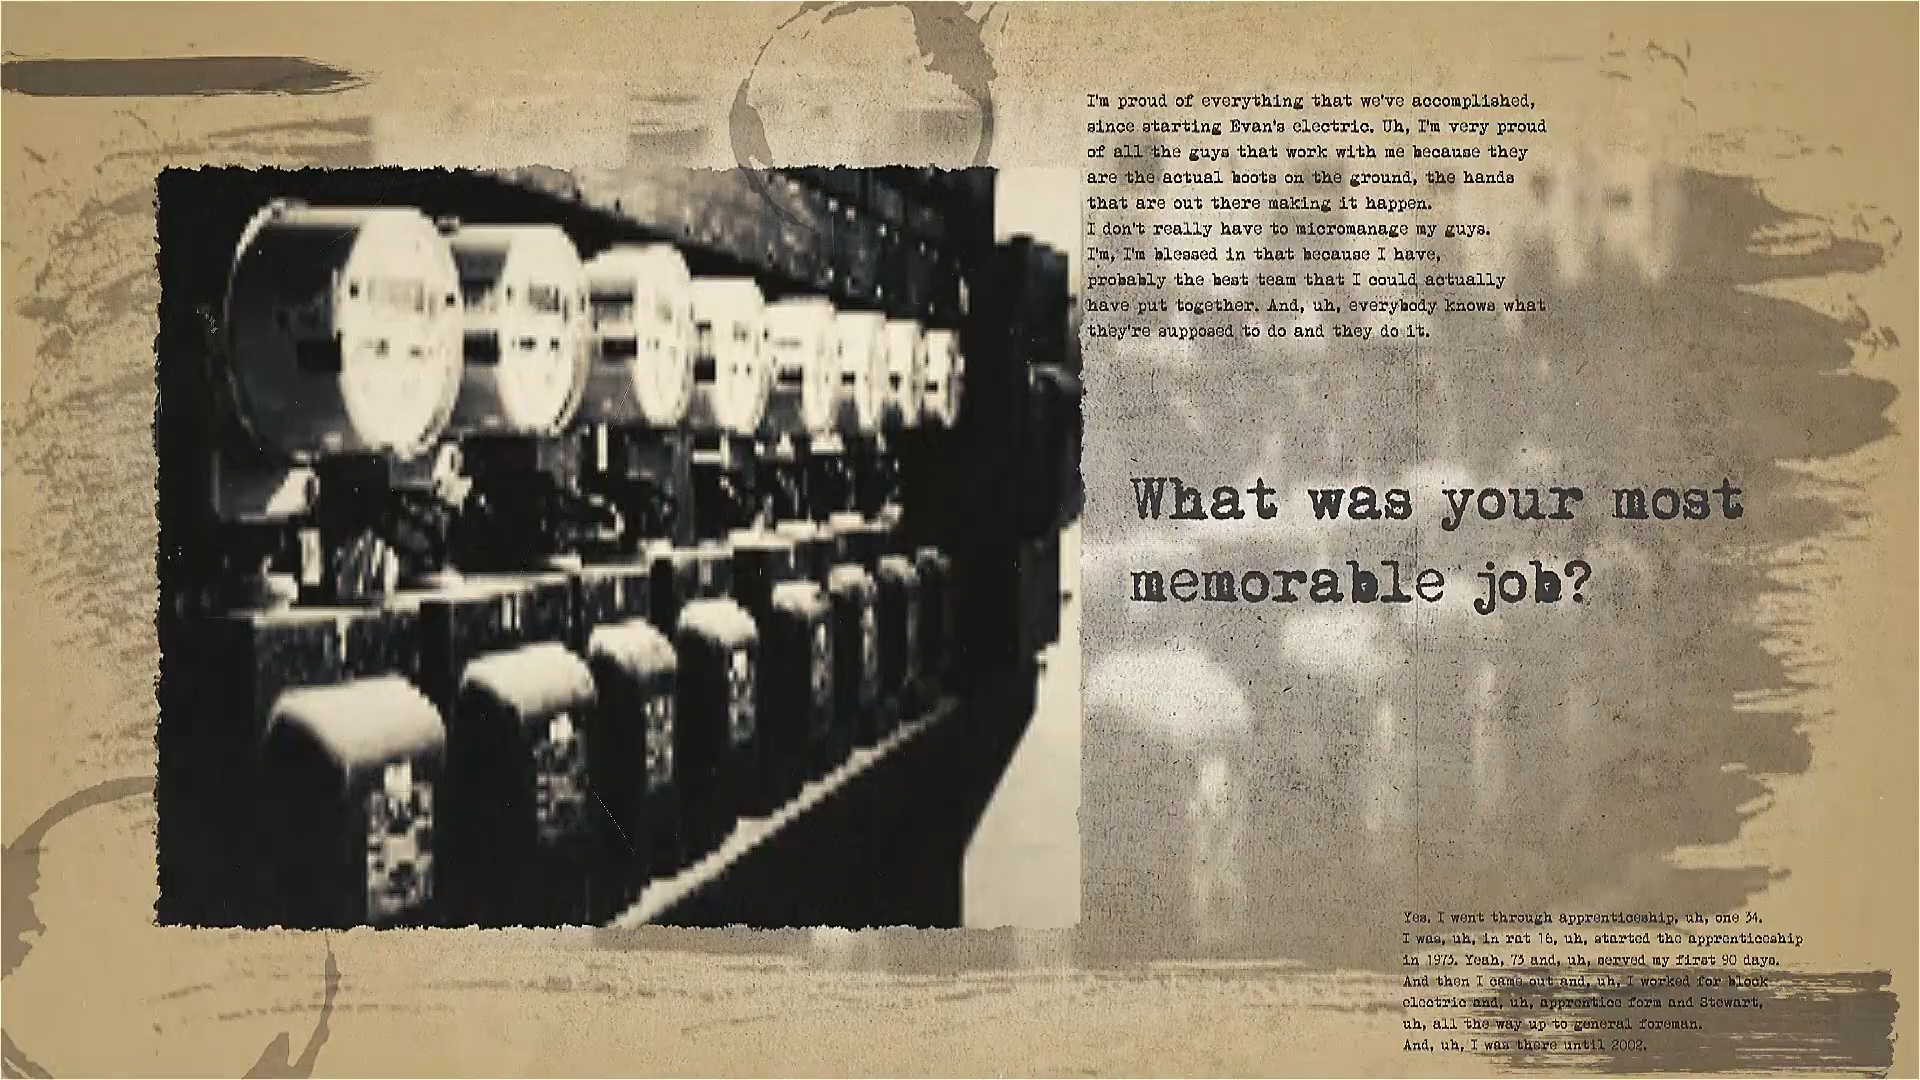 I'm proud of everything that we've accomplished,
since starting Evan's electric. Uh, I'm very proud
of all the guys that work with me because they
are the actual boots on the ground, the hands
that are out there making it happen.
I don't really have to micromanage my guys.
I'm, I'm blessed in that because I have,
probably the best team that I could actually
have put together. And, uh, everybody knows what
they're supposed to do and they do it.
What was your most
memorable job?
Yes, I went through apprenticeship, uh, one 34.
I was, uh, in rat 16, uh, started the apprenticeship
in 1973. Yeah, 73 and, uh, served my first 90 days.
And then I came out and, uh, I worked for block
electric and, uh, apprentice form and Stewart,
uh, all the way up to general foreman.
And, uh, I was there until 2002.